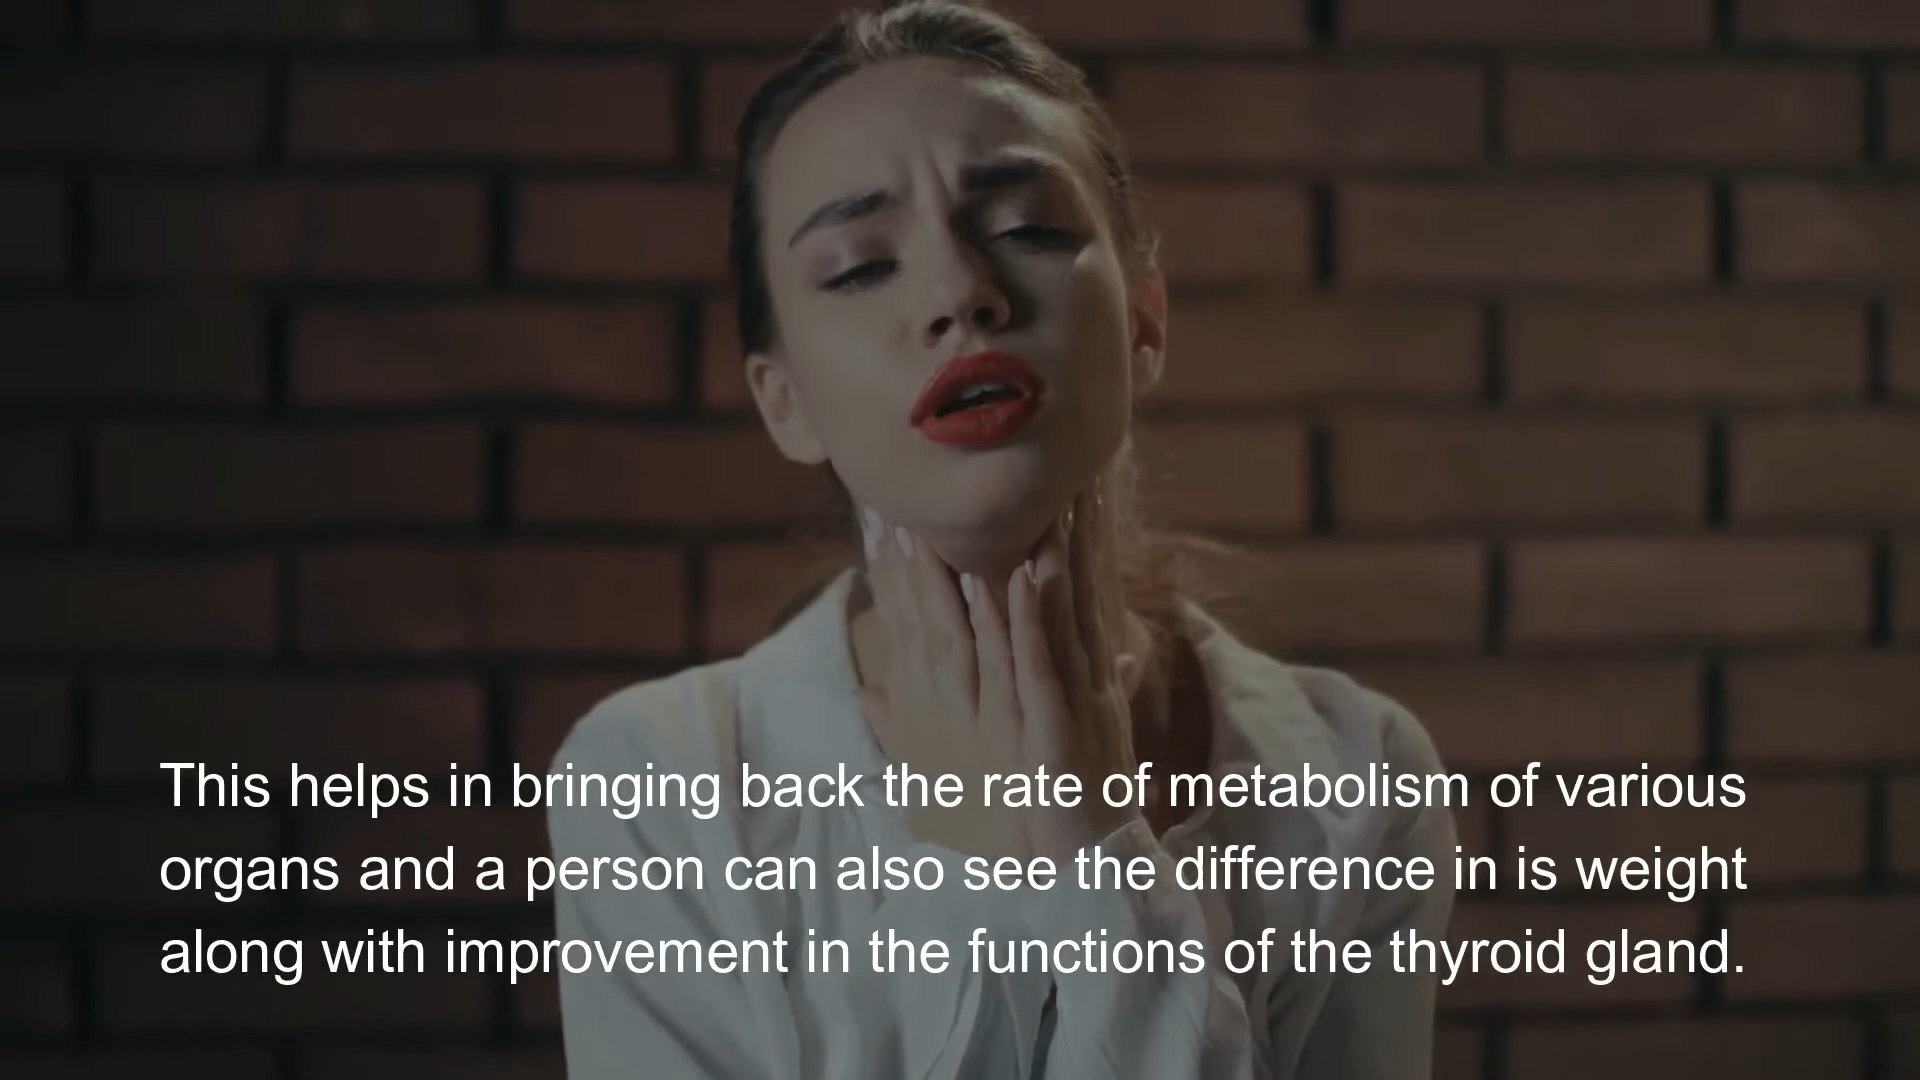 This helps in bringing back the rate of metabolism of various
organs and a person can also see the difference in is weight
along with improvement in the functions of the thyroid gland.